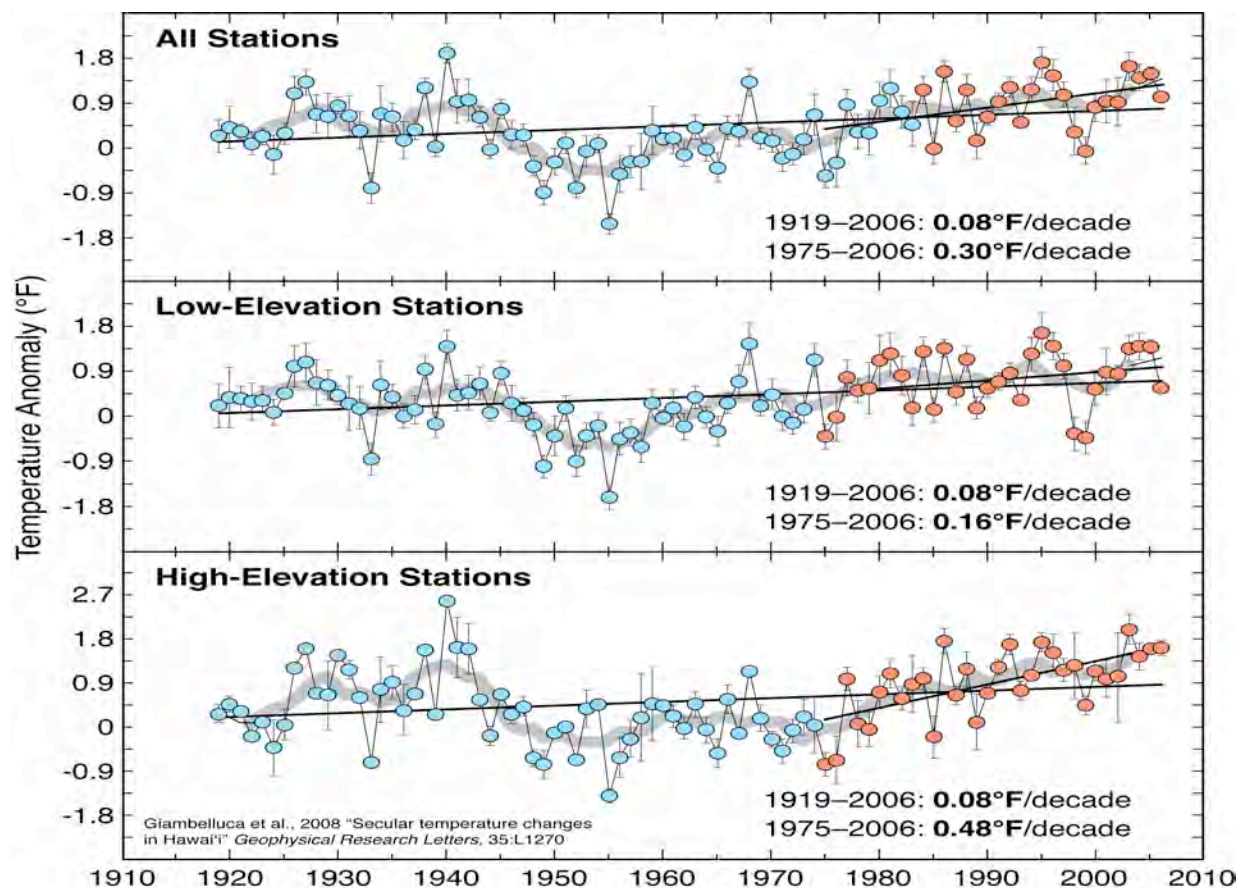 All Stations
1.8
0.9
0
-0.9
-1.8
1919–2006: 0.08°F/decade
1975–2006: 0.30°F/decade
Temperature Anomaly (°F)
Low-Elevation Stations
1.8
0.9
0
-0.9
-1.8
1919–2006: 0.08°F/decade
1975–2006: 0.16°F/decade
High-Elevation Stations
2.7
1.8
0.9
0
-0.9
-1.8
1919–2006: 0.08°F/decade
1975–2006: 0.48°F/decade
Giambelluca et al., 2008 "Secular temperature changes
in Hawai'i" Geophysical Research Letters, 35:L1270
1910 1920 1930 1940 1950 1960 1970 1980 1990 2000 2010